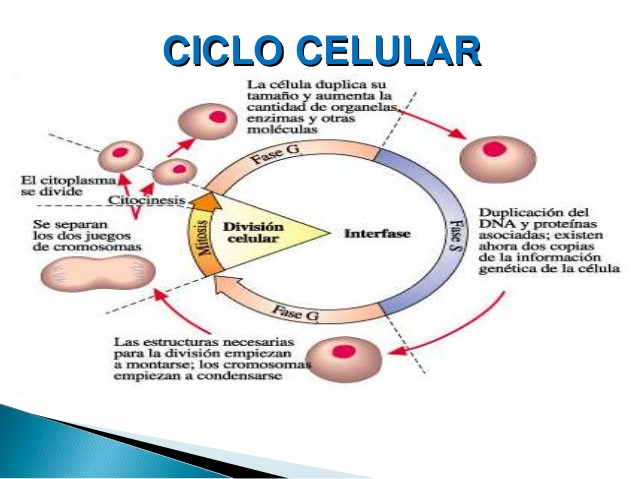 CICLO CELULAR
La célula duplica su
tamaño y aumenta la
cantidad de organelas,
enzimas y otras
moléculas
Fase G
El citoplasma
se divide
Citocinesis
Se separan
los dos juegos
de cromosomas
Mitosis
División
celular
Interfase
Fase S
Duplicación del
DNA y proteínas
asociadas; existen
ahora dos copias
de la información
genética de la célula
Fase G
Las estructuras necesarias
para la división empiezan
a montarse; los cromosomas
empiezan a condensarse